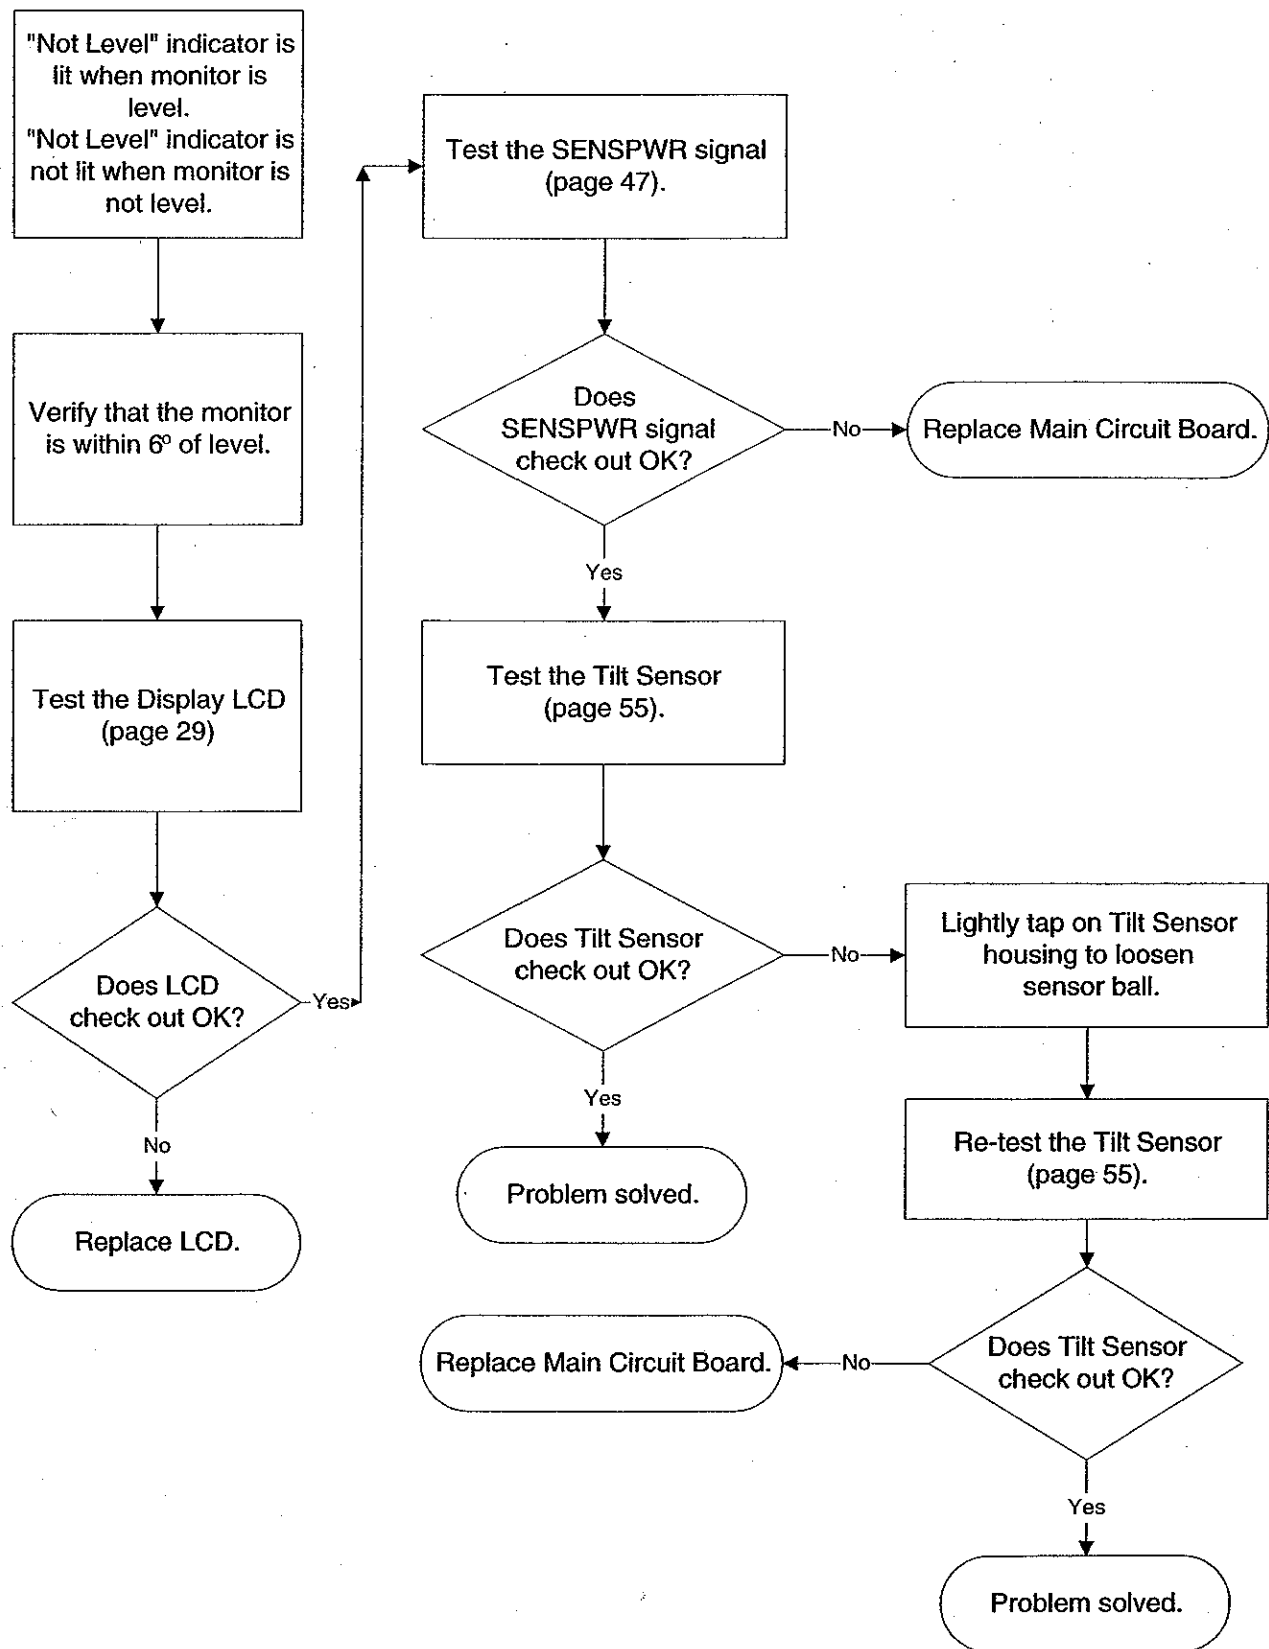 "Not Level" indicator is
lit when monitor is
level.
"Not Level" indicator is
not lit when monitor is
not level.
Verify that the monitor
is within 6º of level.
Test the Display LCD
(page 29)
Does LCD
check out OK?
Yes
No
Replace LCD.
Test the SENSPWR signal
(page 47).
Does
SENSPWR signal
check out OK?
No
Replace Main Circuit Board.
Yes
Test the Tilt Sensor
(page 55).
Does Tilt Sensor
check out OK?
No
Yes
Problem solved.
Lightly tap on Tilt Sensor
housing to loosen
sensor ball.
Re-test the Tilt Sensor
(page 55).
Does Tilt Sensor
check out OK?
No
Replace Main Circuit Board.
Yes
Problem solved.